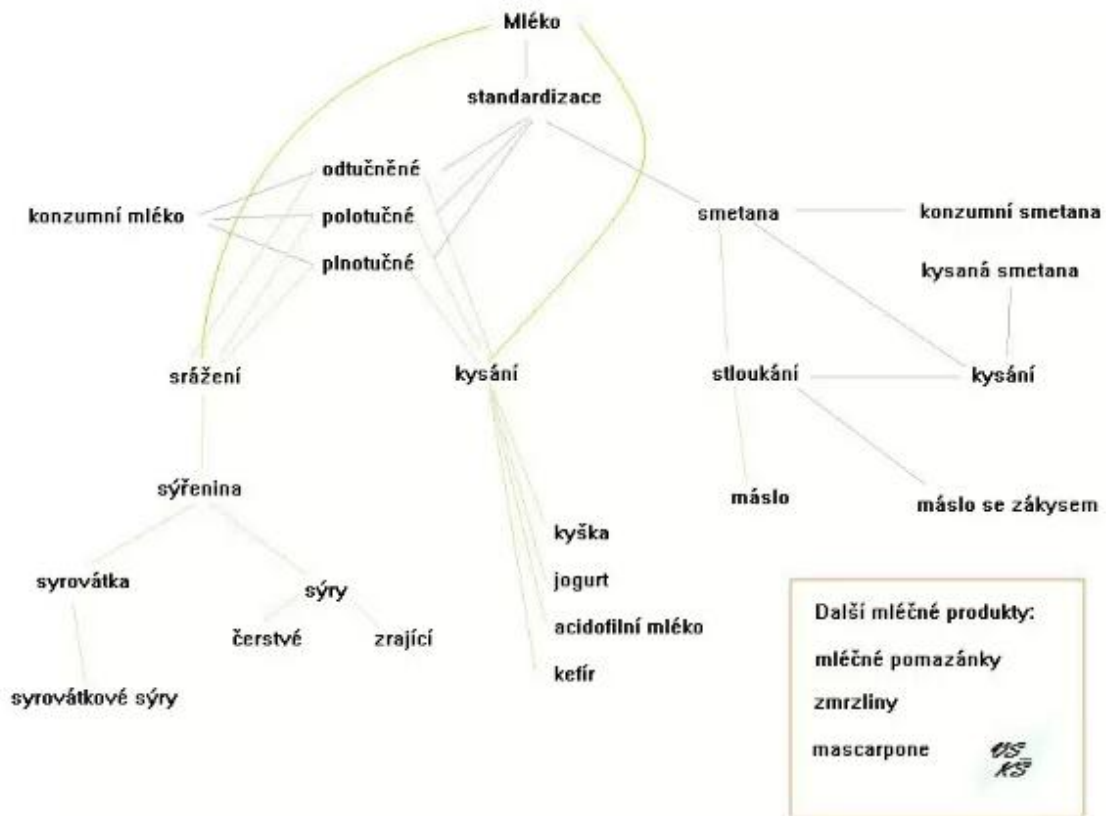 Mléko
standardizace
odtučněné
konzumní mléko
polotučné
smetana
konzumní smetana
plnotučné
kysaná smetana
srážení
kysání
stloukání
kysání
sýřenina
máslo
máslo se zákysem
kyška
syrovátka
sýry
jogurt
čerstvé
zrající
acidofilní mléko
kefír
syrovátkové sýry
Další mléčné produkty:
mléčné pomazánky
zmrzliny
mascarpone